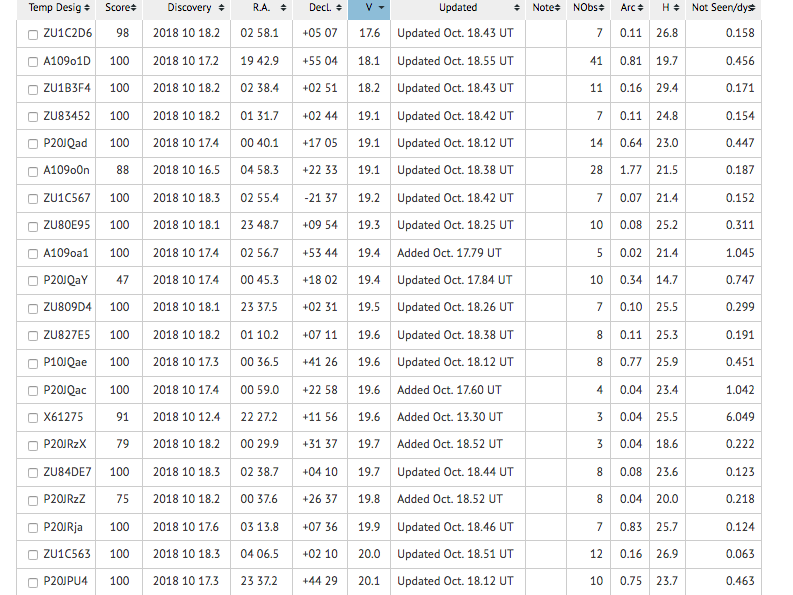 Temp Desig Score Discovery R.A. Decl. V Updated Note NObs Arc H Not Seen/dys
ZU1C2D6 98 2018 10 18.2 02 58.1 +05 07 17.6 Updated Oct. 18.43 UT 7 0.11 26.8 0.158
A109o1D 100 2018 10 17.2 19 42.9 +55 04 18.1 Updated Oct. 18.55 UT 41 0.81 19.7 0.456
ZU1B3F4 100 2018 10 18.2 02 38.4 +02 51 18.2 Updated Oct. 18.43 UT 11 0.16 29.4 0.171
ZU83452 100 2018 10 18.2 01 31.7 +02 44 19.1 Updated Oct. 18.42 UT 7 0.11 24.8 0.154
P20JQad 100 2018 10 17.4 00 40.1 +17 05 19.1 Updated Oct. 18.12 UT 14 0.64 23.0 0.447
A109o0n 88 2018 10 16.5 04 58.3 +22 33 19.1 Updated Oct. 18.38 UT 28 1.77 21.5 0.187
ZU1C567 100 2018 10 18.3 02 55.4 -21 37 19.2 Updated Oct. 18.42 UT 7 0.07 21.4 0.152
ZU80E95 100 2018 10 18.1 23 48.7 +09 54 19.3 Updated Oct. 18.25 UT 10 0.08 25.2 0.311
A109oa1 100 2018 10 17.4 02 56.7 +53 44 19.4 Added Oct. 17.79 UT 5 0.02 21.4 1.045
P20JQaY 47 2018 10 17.4 00 45.3 +18 02 19.4 Updated Oct. 17.84 UT 10 0.34 14.7 0.747
ZU809D4 100 2018 10 18.1 23 37.5 +02 31 19.5 Updated Oct. 18.26 UT 7 0.10 25.5 0.299
ZU827E5 100 2018 10 18.2 01 10.2 +07 11 19.6 Updated Oct. 18.38 UT 8 0.11 25.3 0.191
P10JQae 100 2018 10 17.3 00 36.5 +41 26 19.6 Updated Oct. 18.12 UT 8 0.77 25.9 0.451
P20JQac 100 2018 10 17.4 00 59.0 +22 58 19.6 Added Oct. 17.60 UT 4 0.04 23.4 1.042
X61275 91 2018 10 12.4 22 27.2 +11 56 19.6 Added Oct. 13.30 UT 3 0.04 25.5 6.049
P20JRzX 79 2018 10 18.2 00 29.9 +31 37 19.7 Added Oct. 18.52 UT 3 0.04 18.6 0.222
ZU84DE7 100 2018 10 18.3 02 38.7 +04 10 19.7 Updated Oct. 18.44 UT 8 0.08 23.6 0.123
P20JRzZ 75 2018 10 18.2 00 37.6 +26 37 19.8 Added Oct. 18.52 UT 8 0.04 20.0 0.218
P20JRja 100 2018 10 17.6 03 13.8 +07 36 19.9 Updated Oct. 18.46 UT 7 0.83 25.7 0.124
ZU1C563 100 2018 10 18.3 04 06.5 +02 10 20.0 Updated Oct. 18.51 UT 12 0.16 26.9 0.063
P20JPU4 100 2018 10 17.3 23 37.2 +44 29 20.1 Updated Oct. 18.12 UT 10 0.75 23.7 0.463